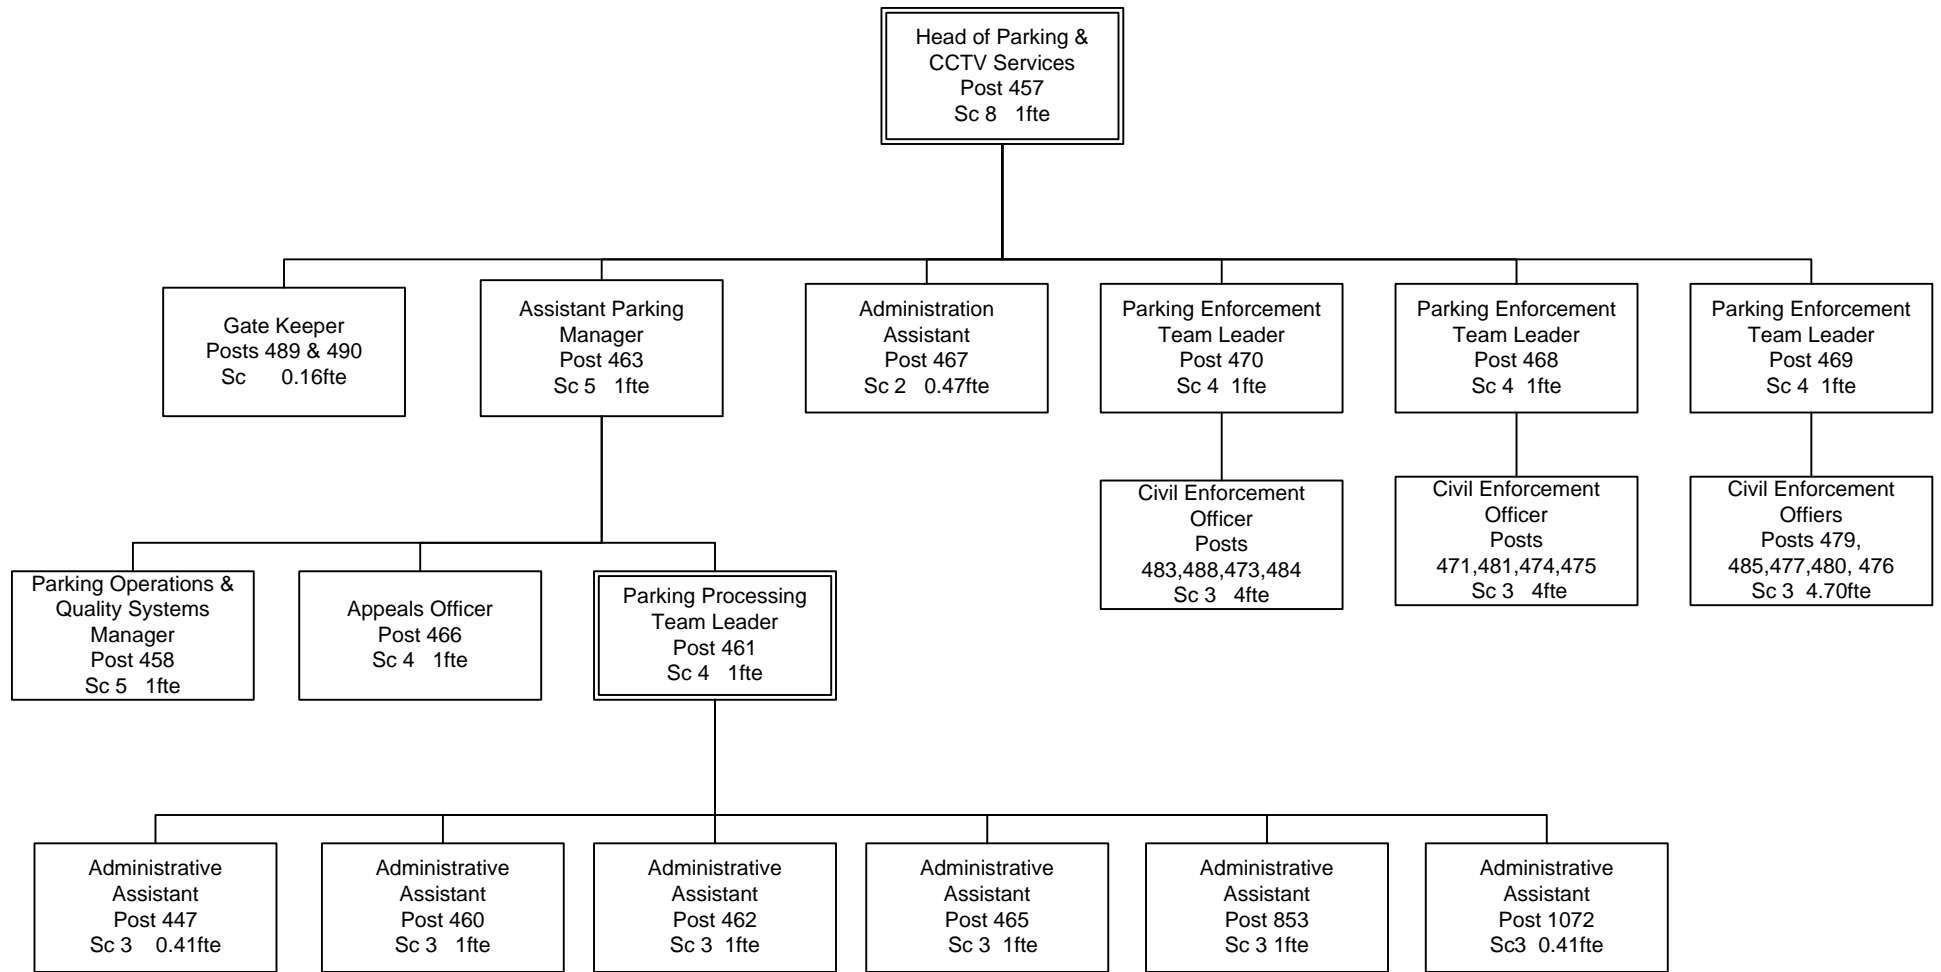 Head of Parking &
CCTV Services
Post 457
Sc 8 1fte
Gate Keeper
Posts 489 & 490
Sc 0.16fte
Assistant Parking
Manager
Post 463
Sc 5 1fte
Administration
Assistant
Post 467
Sc 2 0.47fte
Parking Enforcement
Team Leader
Post 470
Sc 4 1fte
Parking Enforcement
Team Leader
Post 468
Sc 4 1fte
Parking Enforcement
Team Leader
Post 469
Sc 4 1fte
Civil Enforcement
Officer
Posts
483,488,473,484
Sc 3 4fte
Civil Enforcement
Officer
Posts
471,481,474,475
Sc 3 4fte
Civil Enforcement
Offiers
Posts 479,
485,477,480, 476
Sc 3 4.70fte
Parking Operations &
Quality Systems
Manager
Post 458
Sc 5 1fte
Appeals Officer
Post 466
Sc 4 1fte
Parking Processing
Team Leader
Post 461
Sc 4 1fte
Administrative
Assistant
Post 447
Sc 3 0.41fte
Administrative
Assistant
Post 460
Sc 3 1fte
Administrative
Assistant
Post 462
Sc 3 1fte
Administrative
Assistant
Post 465
Sc 3 1fte
Administrative
Assistant
Post 853
Sc 3 1fte
Administrative
Assistant
Post 1072
Sc3 0.41fte